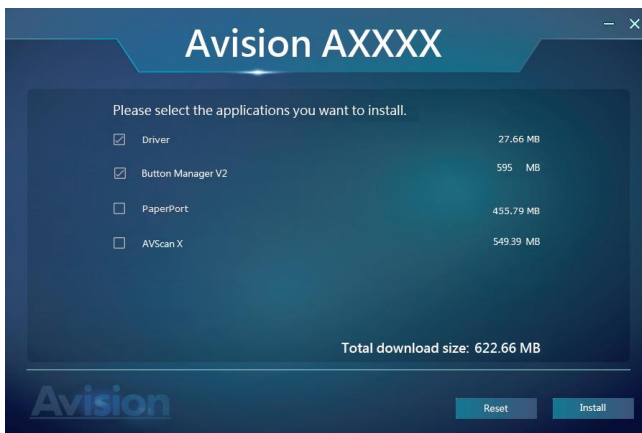 Avision AXXXX
Please select the applications you want to install.
Driver 27.66 MB
Button Manager V2 595 MB
PaperPort 455.79 MB
AVScan X 549.39 MB
Total download size: 622.66 MB
Avision
Reset Install